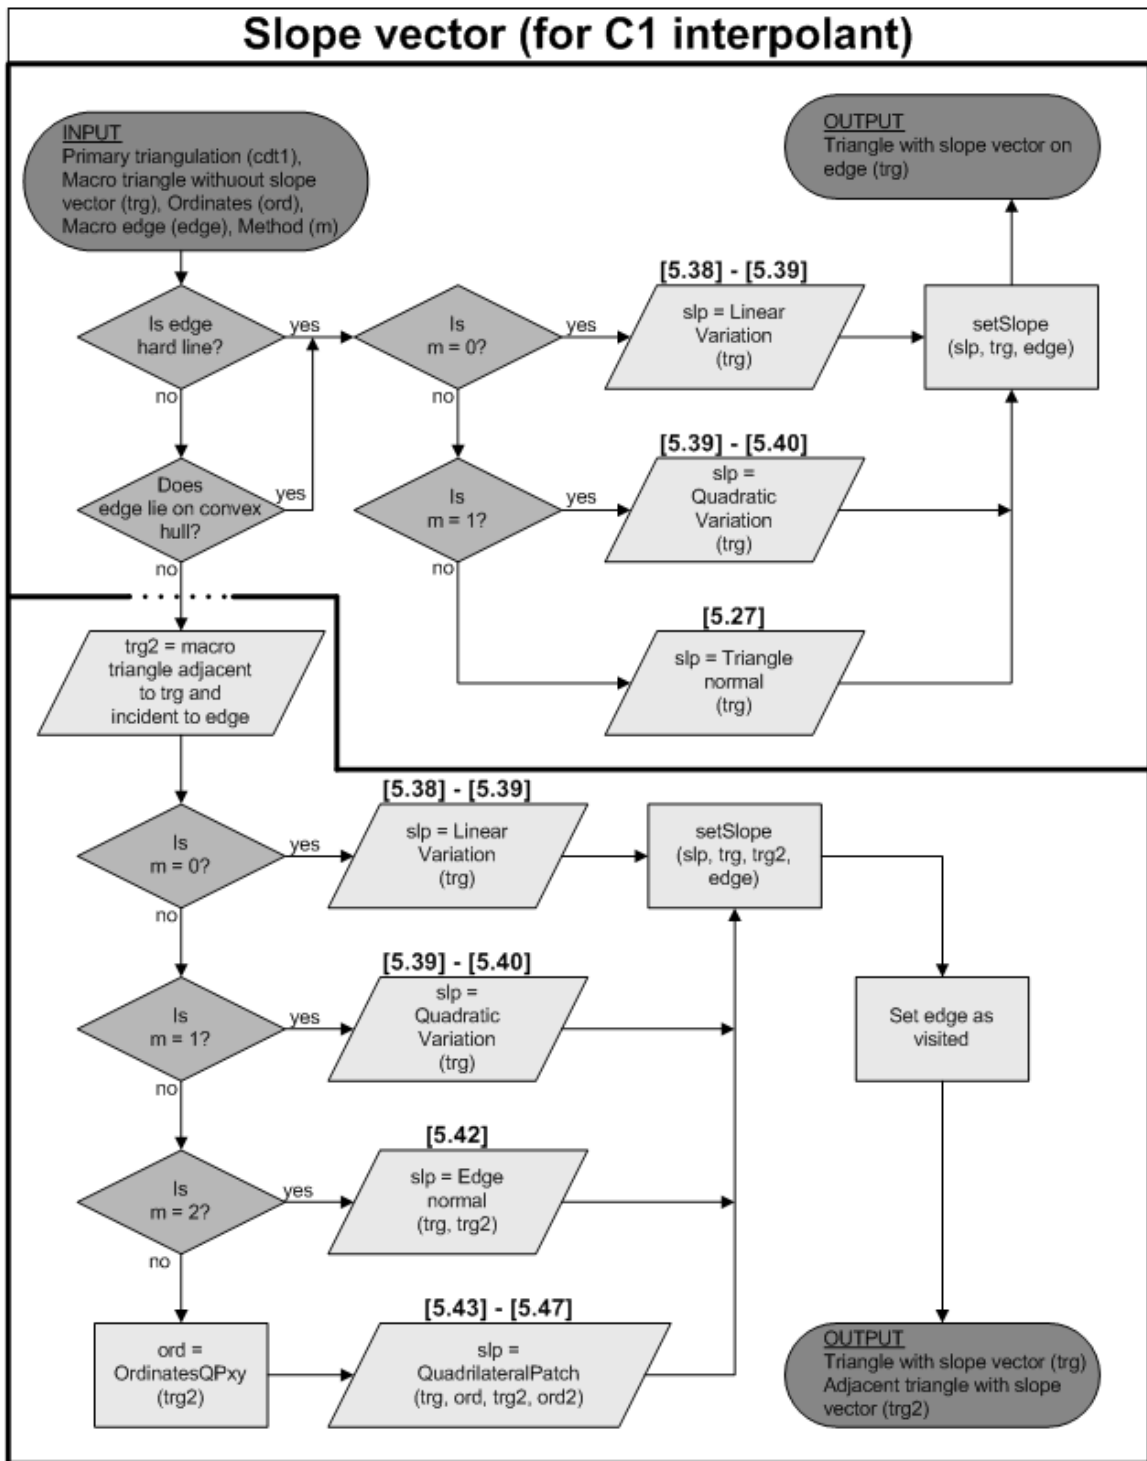 Slope vector (for C1 interpolant)
INPUT
Primary triangulation (cdt1),
Macro triangle withuout slope
vector (trg), Ordinates (ord),
Macro edge (edge), Method (m)
OUTPUT
Triangle with slope vector on
edge (trg)
Is edge
hard line?
yes
no
Is
m = 0?
yes
no
[5.38] - [5.39]
slp = Linear
Variation
(trg)
setSlope
(slp, trg, edge)
Does
edge lie on convex
hull?
yes
no
Is
m = 1?
yes
no
[5.39] - [5.40]
slp =
Quadratic
Variation
(trg)
[5.27]
slp = Triangle
normal
(trg)
trg2 = macro
triangle adjacent
to trg and
incident to edge
Is
m = 0?
yes
no
[5.38] - [5.39]
slp = Linear
Variation
(trg)
setSlope
(slp, trg, trg2,
edge)
Is
m = 1?
yes
no
[5.39] - [5.40]
slp =
Quadratic
Variation
(trg)
Set edge as
visited
Is
m = 2?
yes
no
[5.42]
slp = Edge
normal
(trg, trg2)
ord =
OrdinatesQPxy
(trg2)
[5.43] - [5.47]
slp =
QuadrilateralPatch
(trg, ord, trg2, ord2)
OUTPUT
Triangle with slope vector (trg)
Adjacent triangle with slope
vector (trg2)